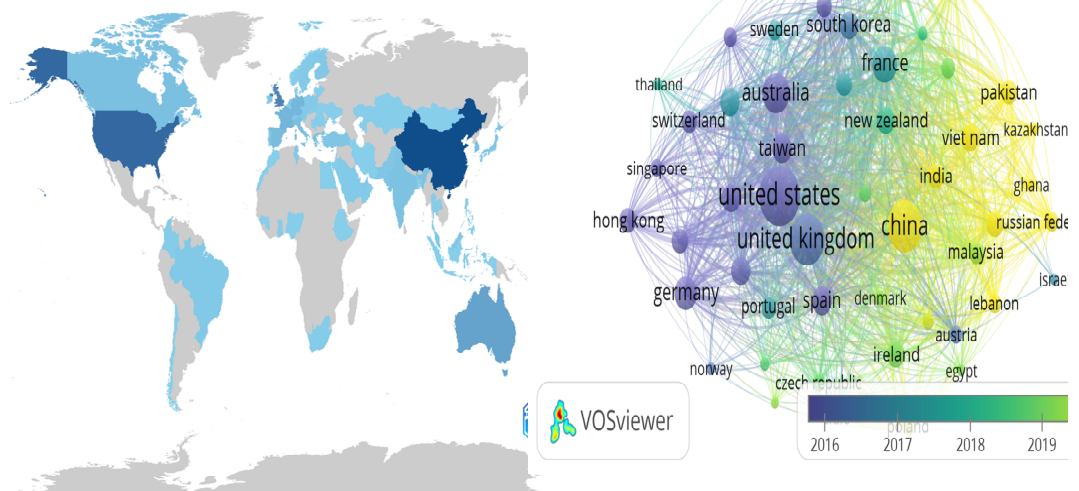 sweden
south korea
france
thailand
australia
pakistan
switzerland
new zealand
viet nam
kazakhstan
taiwan
singapore
india
ghana
united states
hong kong
china
russian fede
united kingdom
malaysia
israe
germany
portugal
spain
denmark
lebanon
austria
ireland
norway
egypt
czech republic
VOSviewer
poland
2016
2017
2018
2019